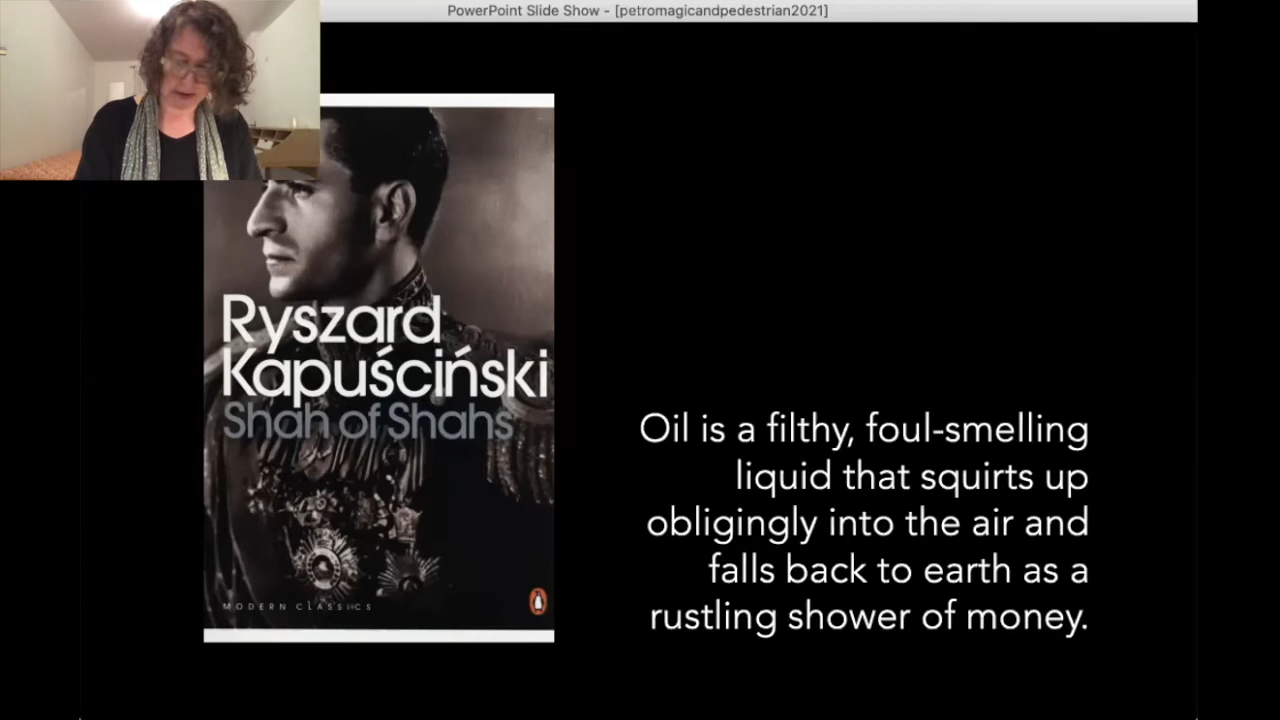 PowerPoint Slide Show - [petromagicandpedestrian2021]
Ryszard
Kapuściński
Shah of Shahs
MODERN CLASSICS
Oil is a filthy, foul-smelling
liquid that squirts up
obligingly into the air and
falls back to earth as a
rustling shower of money.